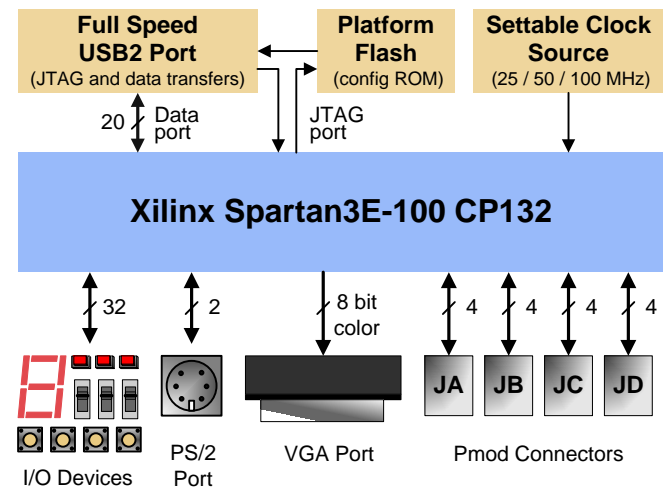 Full Speed
USB2 Port
(JTAG and data transfers)
Platform
Flash
(config ROM)
Settable Clock
Source
(25 / 50 / 100 MHz)
20
Data
port
JTAG
port
Xilinx Spartan3E-100 CP132
32
2
8 bit
color
4
4
4
4
JA
JB
JC
JD
I/O Devices
PS/2
Port
VGA Port
Pmod Connectors